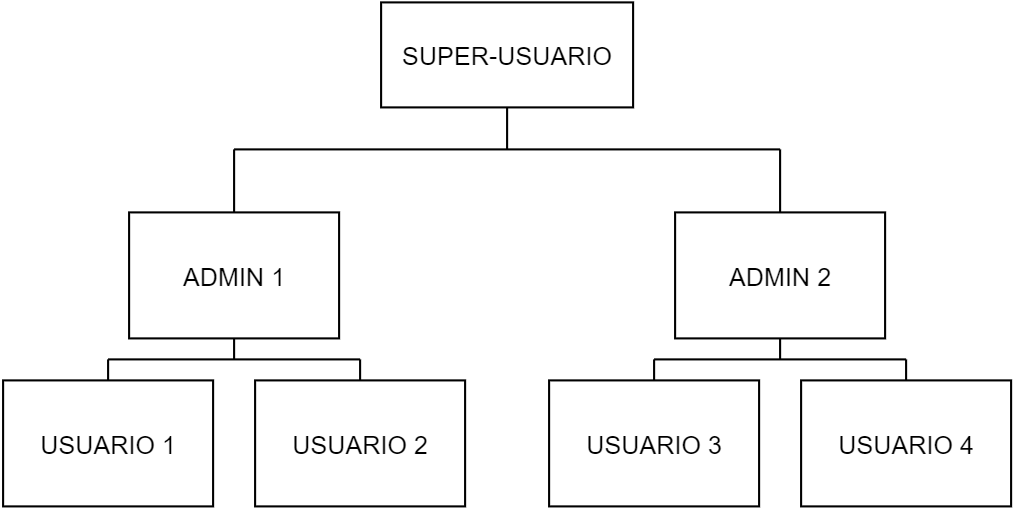 SUPER-USUARIO
ADMIN 1
ADMIN 2
USUARIO 1
USUARIO 2
USUARIO 3
USUARIO 4